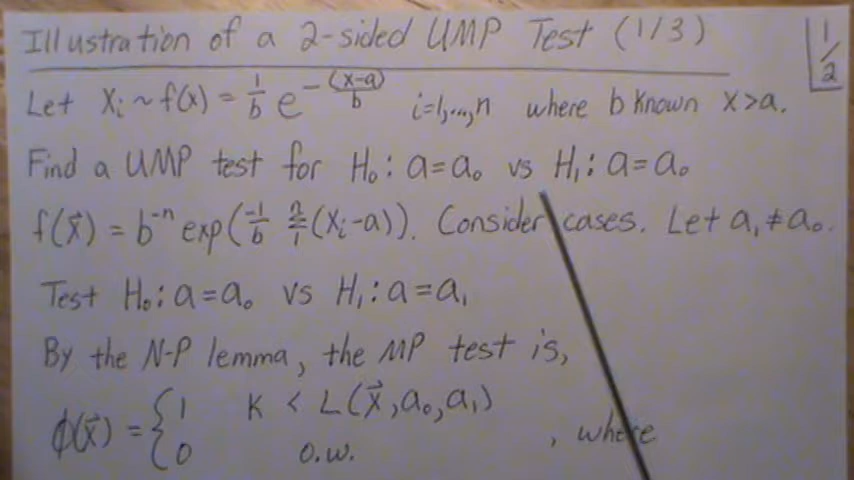 Illustration of a 2-sided UMP Test (1/3)
1/2
Let Xᵢ ~ f(x) = 1/b e^(-(x-a)/b) i=1,...,n where b known x>a.
Find a UMP test for H₀: a=a₀ vs H₁: a=a₀
f(x⃗) = b⁻ⁿ exp(-1/b Σ₁ⁿ(Xᵢ-a)). Consider cases. Let a₁≠a₀.
Test H₀: a=a₀ vs H₁: a=a₁
By the N-P lemma, the MP test is,
ϕ(x⃗) = { 1 K < L(x⃗,a₀,a₁)
0 o.w. , where